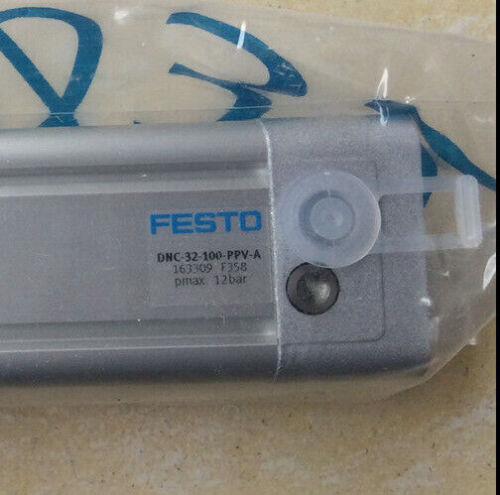 FESTO
DNC-32-100-PPV-A
163309 F358
pmax 12bar